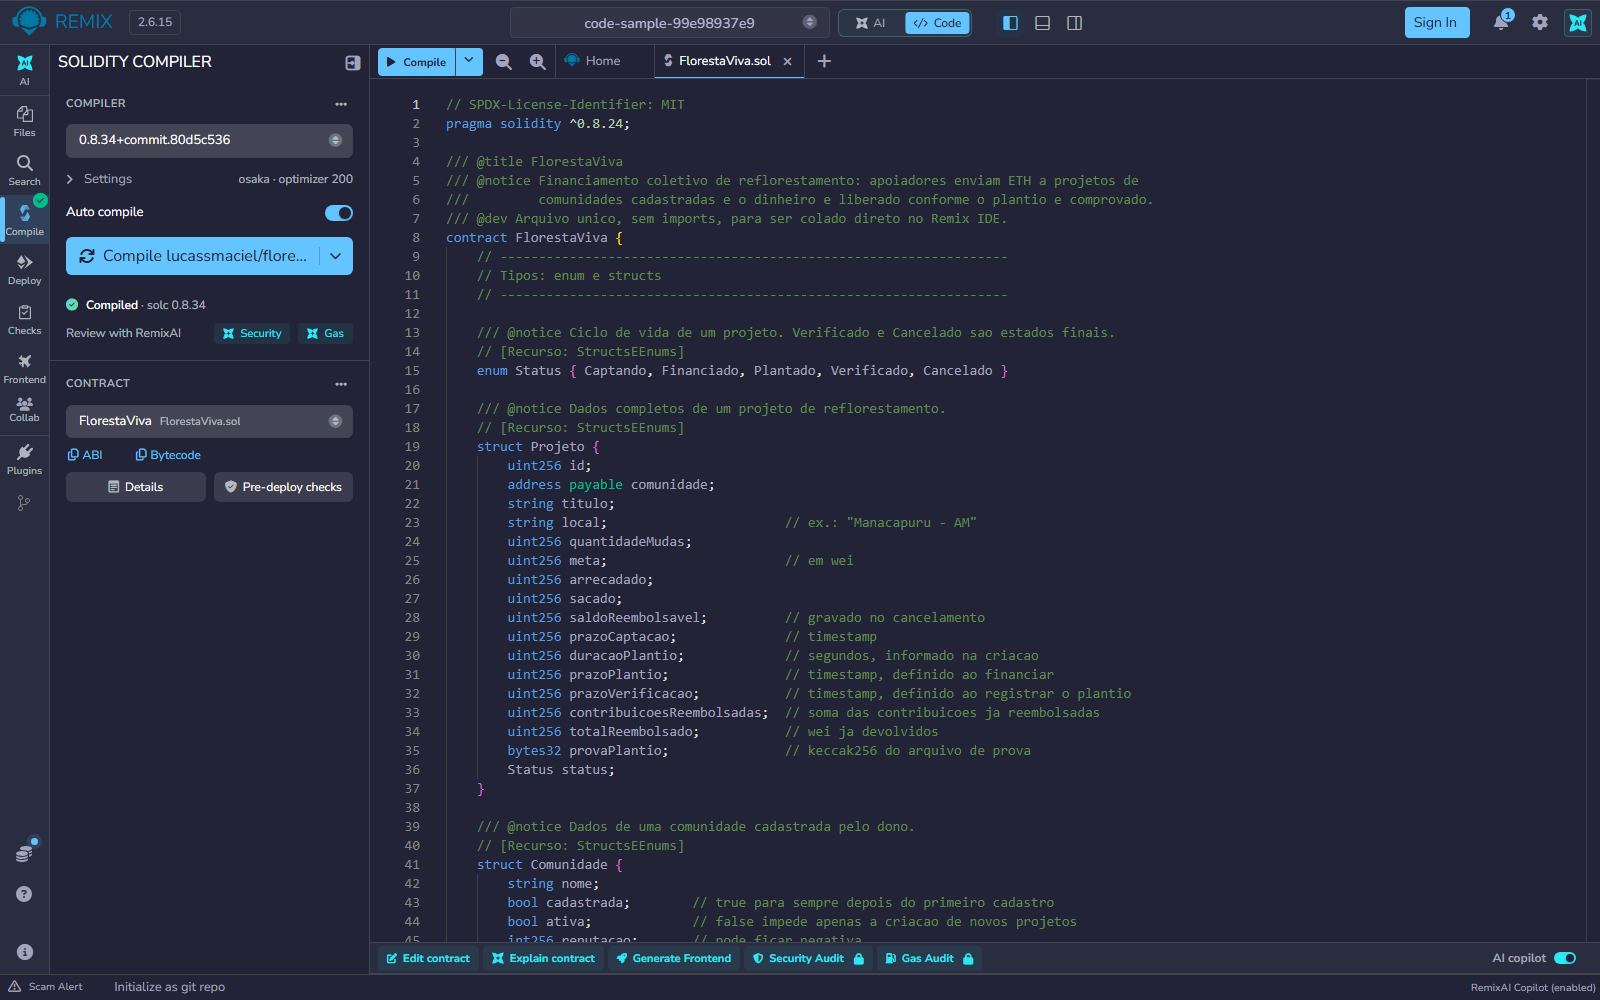 REMIX 2.6.15 code-sample-99e98937e9 AI </> Code Sign In 1 AI
AI
Files
Search
Compile
Deploy
Checks
Frontend
Collab
Plugins
SOLIDITY COMPILER
COMPILER
0.8.34+commit.80d5c536
Settings osaka · optimizer 200
Auto compile
Compile lucassmaciel/flore...
Compiled · solc 0.8.34
Review with RemixAI Security Gas
CONTRACT
FlorestaViva FlorestaViva.sol
ABI Bytecode
Details Pre-deploy checks
Compile Home FlorestaViva.sol
1 // SPDX-License-Identifier: MIT
2 pragma solidity ^0.8.24;
3
4 /// @title FlorestaViva
5 /// @notice Financiamento coletivo de reflorestamento: apoiadores enviam ETH a projetos de
6 /// comunidades cadastradas e o dinheiro e liberado conforme o plantio e comprovado.
7 /// @dev Arquivo unico, sem imports, para ser colado direto no Remix IDE.
8 contract FlorestaViva {
9 // ------------------------------------------------------------------
10 // Tipos: enum e structs
11 // ------------------------------------------------------------------
12
13 /// @notice Ciclo de vida de um projeto. Verificado e Cancelado sao estados finais.
14 // [Recurso: StructsEEnums]
15 enum Status { Captando, Financiado, Plantado, Verificado, Cancelado }
16
17 /// @notice Dados completos de um projeto de reflorestamento.
18 // [Recurso: StructsEEnums]
19 struct Projeto {
20 uint256 id;
21 address payable comunidade;
22 string titulo;
23 string local; // ex.: "Manacapuru - AM"
24 uint256 quantidadeMudas;
25 uint256 meta; // em wei
26 uint256 arrecadado;
27 uint256 sacado;
28 uint256 saldoReembolsavel; // gravado no cancelamento
29 uint256 prazoCaptacao; // timestamp
30 uint256 duracaoPlantio; // segundos, informado na criacao
31 uint256 prazoPlantio; // timestamp, definido ao financiar
32 uint256 prazoVerificacao; // timestamp, definido ao registrar o plantio
33 uint256 contribuicoesReembolsadas; // soma das contribuicoes ja reembolsadas
34 uint256 totalReembolsado; // wei ja devolvidos
35 bytes32 provaPlantio; // keccak256 do arquivo de prova
36 Status status;
37 }
38
39 /// @notice Dados de uma comunidade cadastrada pelo dono.
40 // [Recurso: StructsEEnums]
41 struct Comunidade {
42 string nome;
43 bool cadastrada; // true para sempre depois do primeiro cadastro
44 bool ativa; // false impede apenas a criacao de novos projetos
45 int256 reputacao; // pode ficar negativa
Edit contract Explain contract Generate Frontend Security Audit Gas Audit AI copilot
Scam Alert Initialize as git repo RemixAI Copilot (enabled)